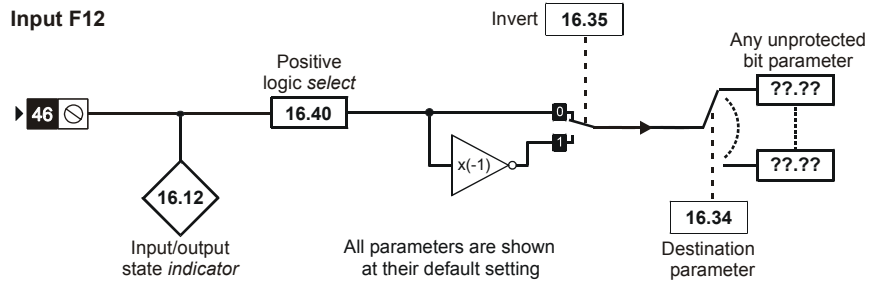 Input F12
Invert
16.35
Any unprotected
bit parameter
Positive
logic select
??.??
46
16.40
0
1
x(-1)
??.??
16.12
16.34
Input/output
state indicator
All parameters are shown
at their default setting
Destination
parameter